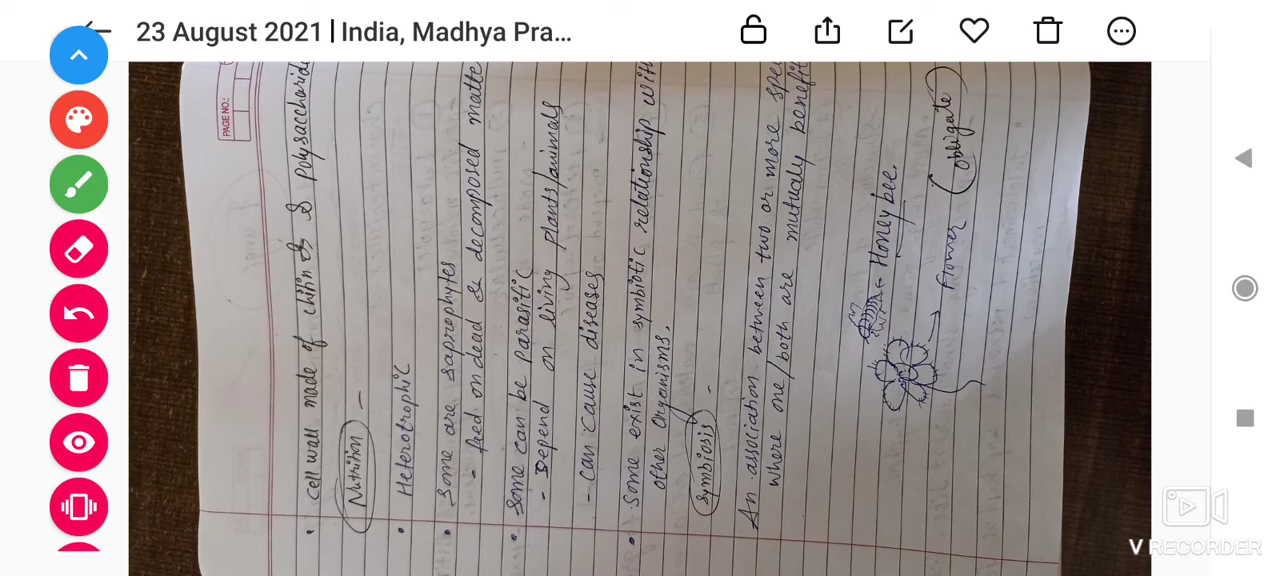 23 August 2021 | India, Madhya Pra...
PAGE NO.:
• cell wall made of chitin & polysaccharide
Nutrition -
• Heterotrophic
• Some are saprophytes
- feed on dead & decomposed matte
• Some can be parasitic
- Depend on living plants/animals
- can cause diseases
• Some exist in symbiotic relationship with
other organisms.
Symbiosis -
An association between two or more spe
where one/both are mutualy benefit
Honey bee.
→ Flower (obligate)
V RECORDER